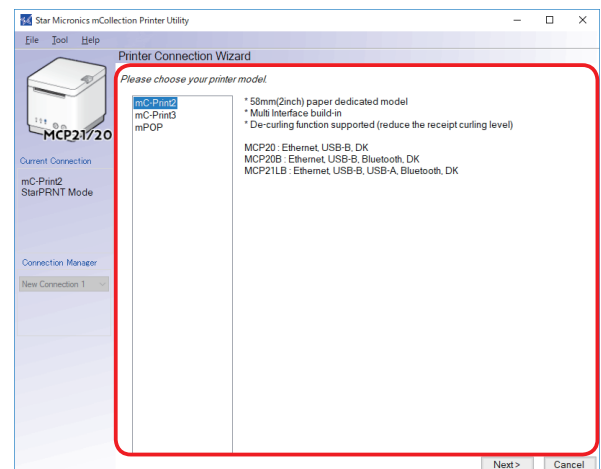 Star Micronics mCollection Printer Utility
File Tool Help
Printer Connection Wizard
Please choose your printer model.
mC-Print2
mC-Print3
mPOP
* 58mm(2inch) paper dedicated model
* Multi Interface build-in
* De-curling function supported (reduce the receipt curling level)
MCP20 : Ethernet, USB-B, DK
MCP20B : Ethernet, USB-B, Bluetooth, DK
MCP21LB : Ethernet, USB-B, USB-A, Bluetooth, DK
MCP21/20
Current Connection
mC-Print2
StarPRNT Mode
Connection Manager
New Connection 1
Next >
Cancel